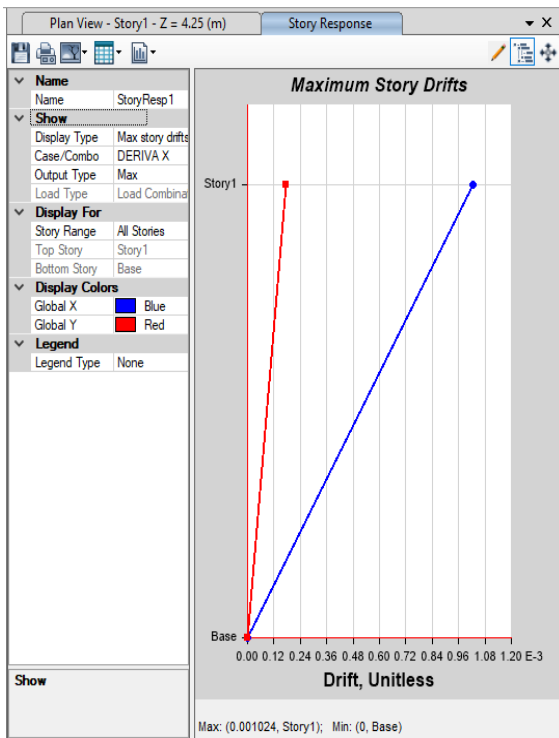 Plan View - Story1 - Z = 4.25 (m)
Story Response
Name
Name StoryResp1
Show
Display Type Max story drifts
Case/Combo DERIVA X
Output Type Max
Load Type Load Combina
Display For
Story Range All Stories
Top Story Story1
Bottom Story Base
Display Colors
Global X Blue
Global Y Red
Legend
Legend Type None
Show
Maximum Story Drifts
Story1
Base
0.00 0.12 0.24 0.36 0.48 0.60 0.72 0.84 0.96 1.08 1.20 E-3
Drift, Unitless
Max: (0.001024, Story1); Min: (0, Base)